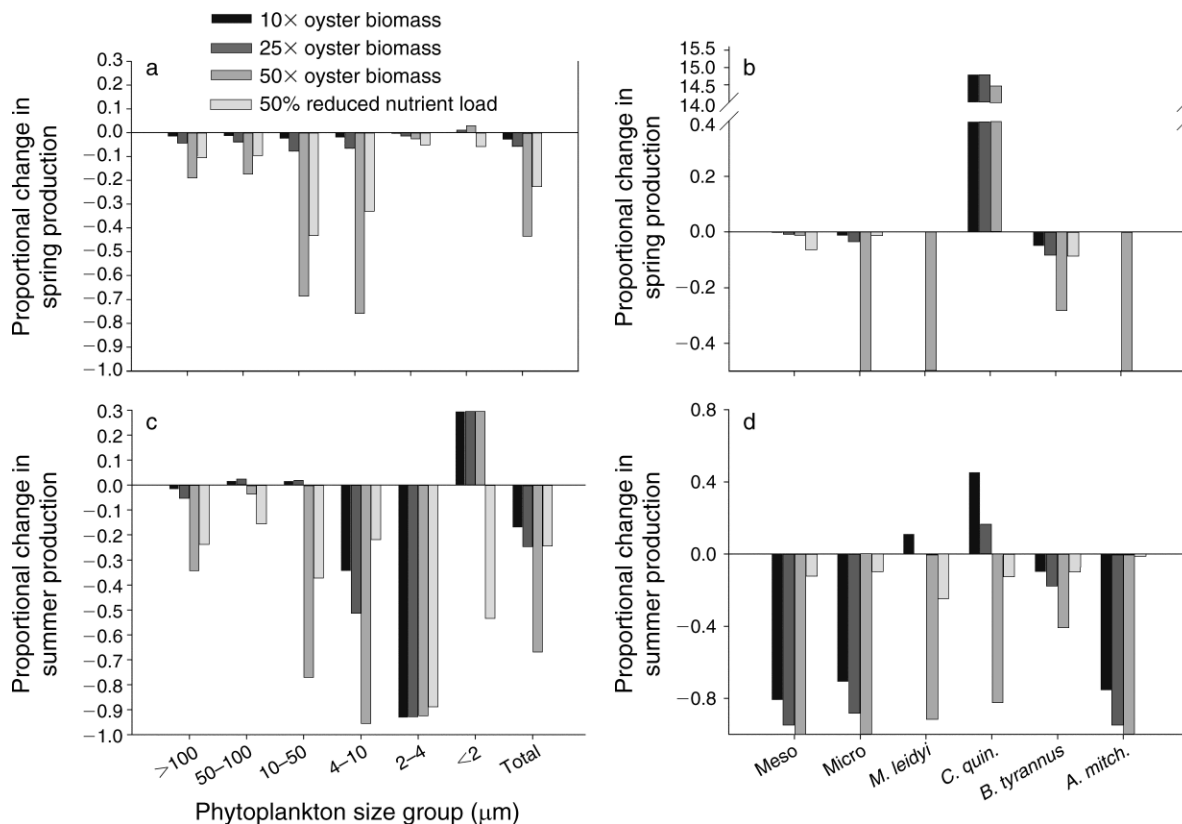 10× oyster biomass
25× oyster biomass
50× oyster biomass
50% reduced nutrient load
a
Proportional change in
spring production
0.3
0.2
0.1
0.0
−0.1
−0.2
−0.3
−0.4
−0.5
−0.6
−0.7
−0.8
−0.9
−1.0
b
Proportional change in
spring production
15.5
15.0
14.5
14.0
0.4
0.2
0.0
−0.2
−0.4
c
Proportional change in
summer production
0.3
0.2
0.1
0.0
−0.1
−0.2
−0.3
−0.4
−0.5
−0.6
−0.7
−0.8
−0.9
−1.0
>100
50–100
10–50
4–10
2–4
<2
Total
Phytoplankton size group (μm)
d
Proportional change in
summer production
0.8
0.4
0.0
−0.4
−0.8
Meso
Micro
M. leidyi
C. quin.
B. tyrannus
A. mitch.